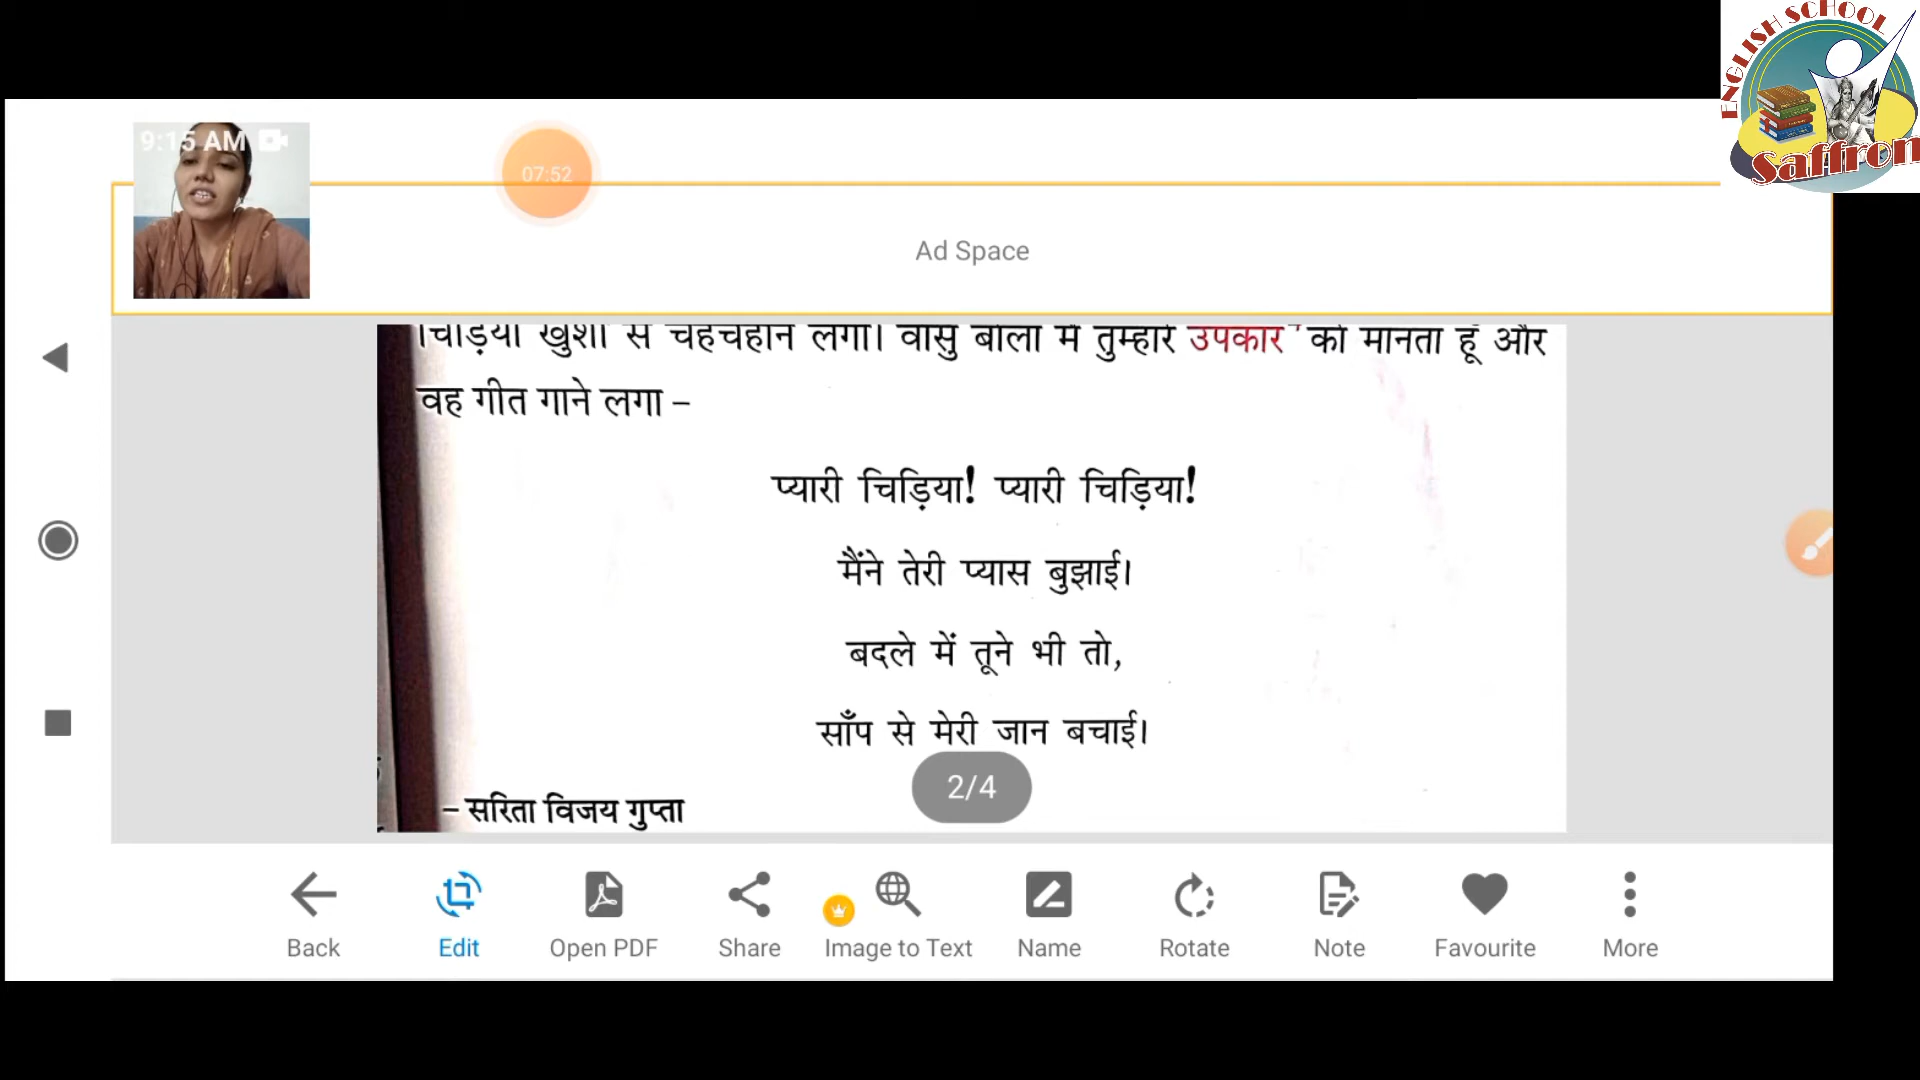 ENGLISH SCHOOL
Saffron
9:15 AM
07:52
Ad Space
चिड़िया खुशी से चहचहाने लगी। वासु बोला मैं तुम्हारे उपकार को मानता हूँ और
वह गीत गाने लगा –
प्यारी चिड़िया! प्यारी चिड़िया!
मैंने तेरी प्यास बुझाई।
बदले में तूने भी तो,
साँप से मेरी जान बचाई।
2/4
– सरिता विजय गुप्ता
Back
Edit
Open PDF
Share
Image to Text
Name
Rotate
Note
Favourite
More